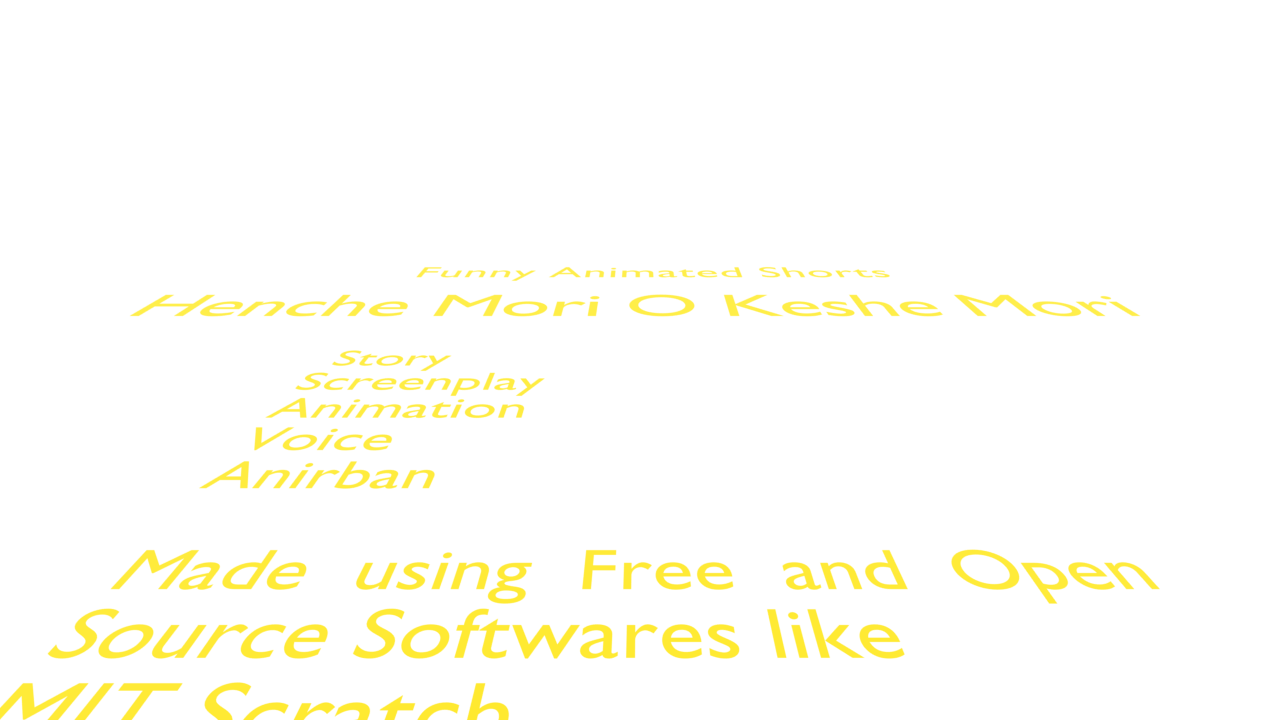 Funny Animated Shorts
Henche Mori O Keshe Mori
Story
Screenplay
Animation
Voice
Anirban
Made using Free and Open
Source Softwares like
MIT Scratch